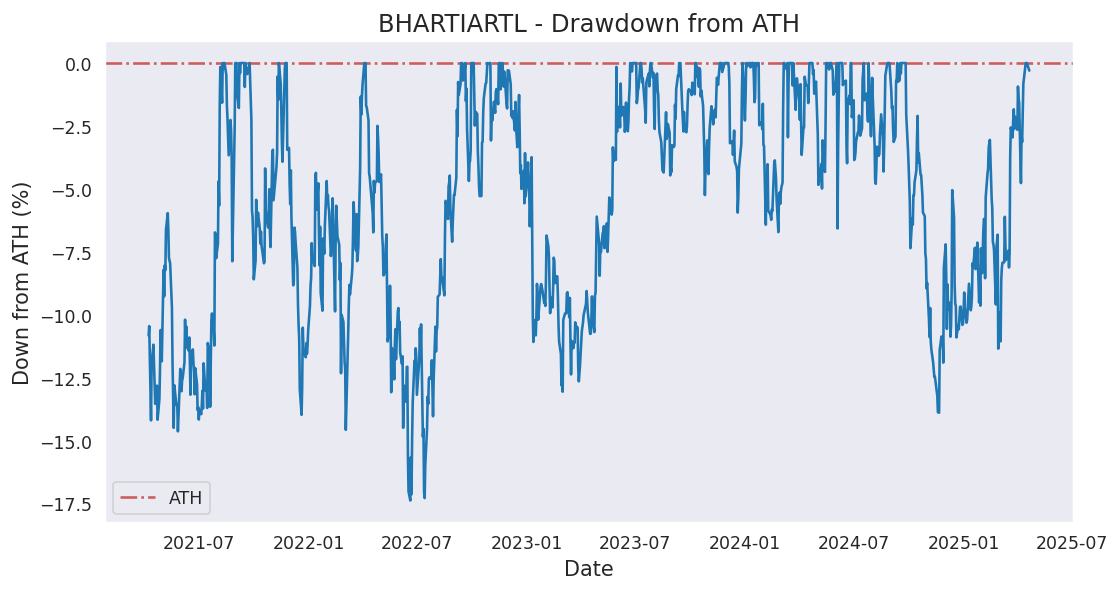 BHARTIARTL - Drawdown from ATH
Down from ATH (%)
0.0
−2.5
−5.0
−7.5
−10.0
−12.5
−15.0
−17.5
ATH
2021-07 2022-01 2022-07 2023-01 2023-07 2024-01 2024-07 2025-01 2025-07
Date